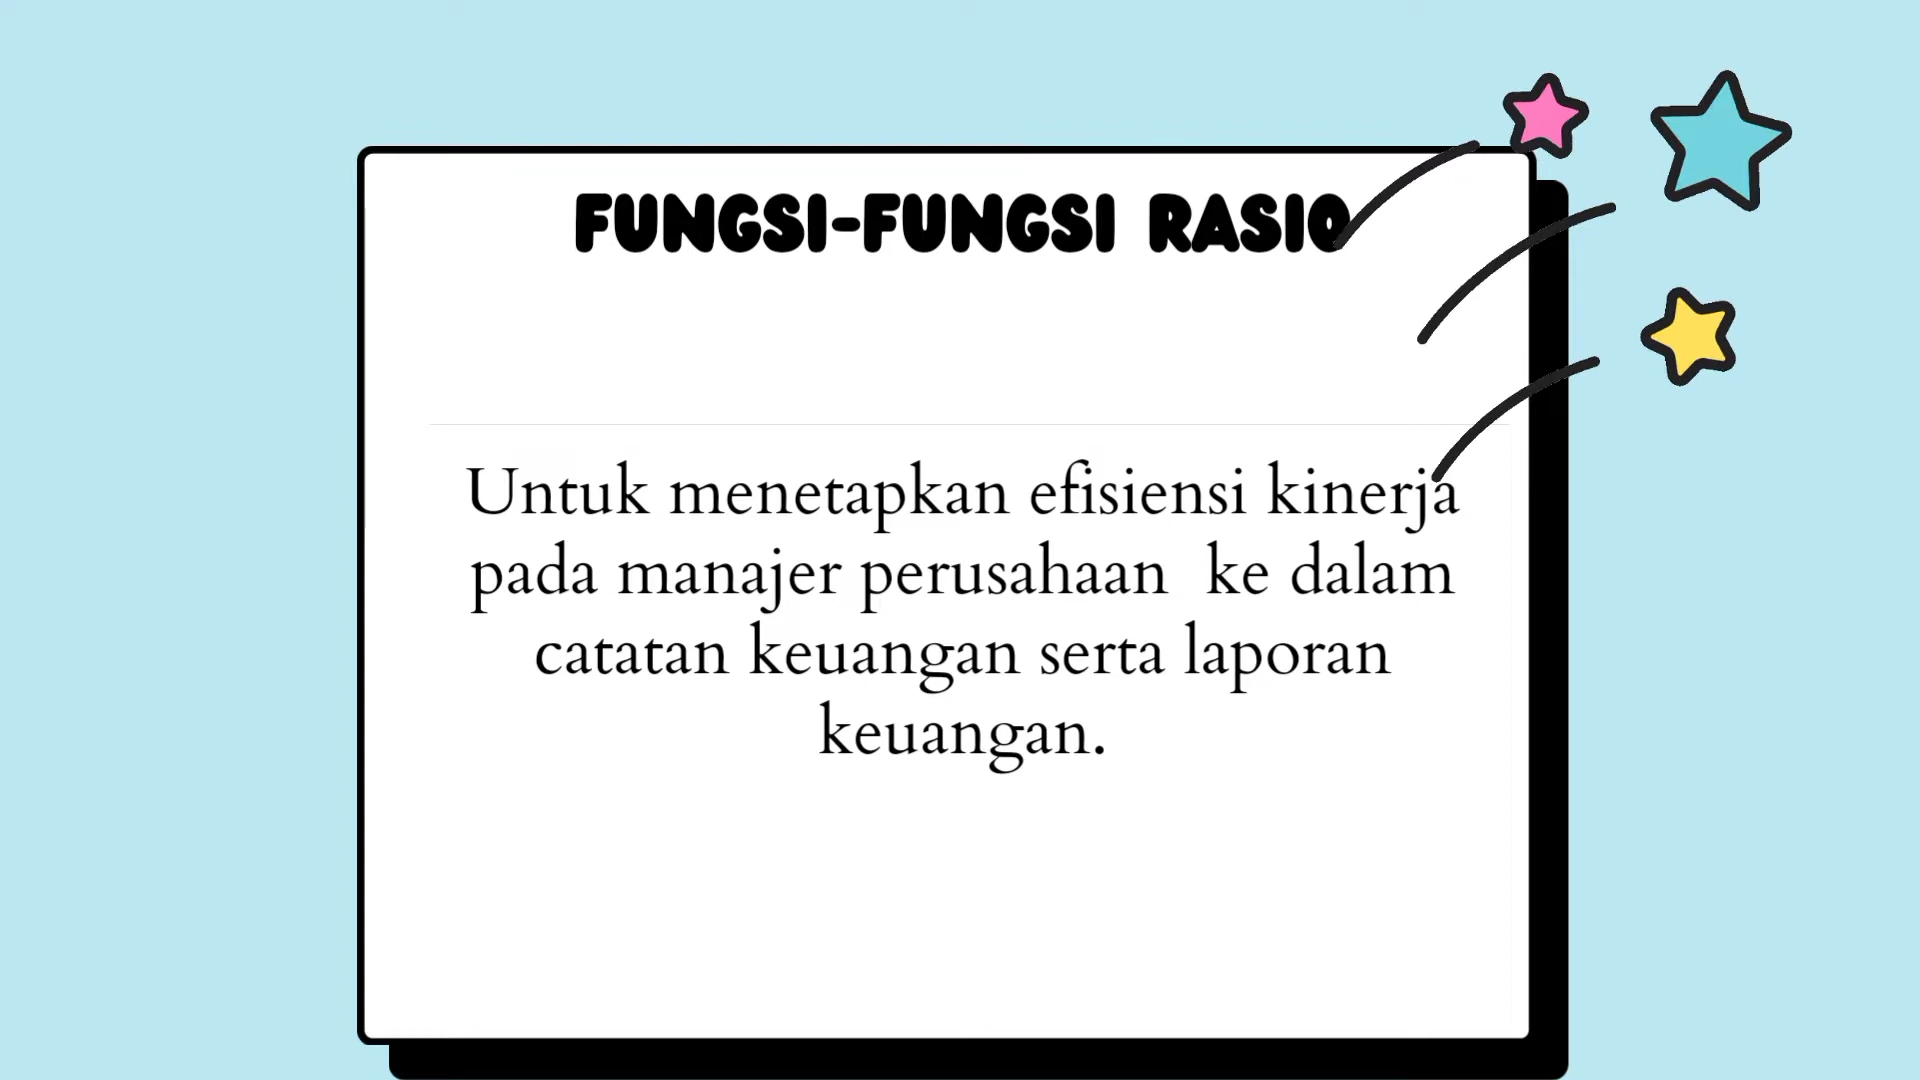 FUNGSI-FUNGSI RASIO
Untuk menetapkan efisiensi kinerja
pada manajer perusahaan  ke dalam
catatan keuangan serta laporan
keuangan.